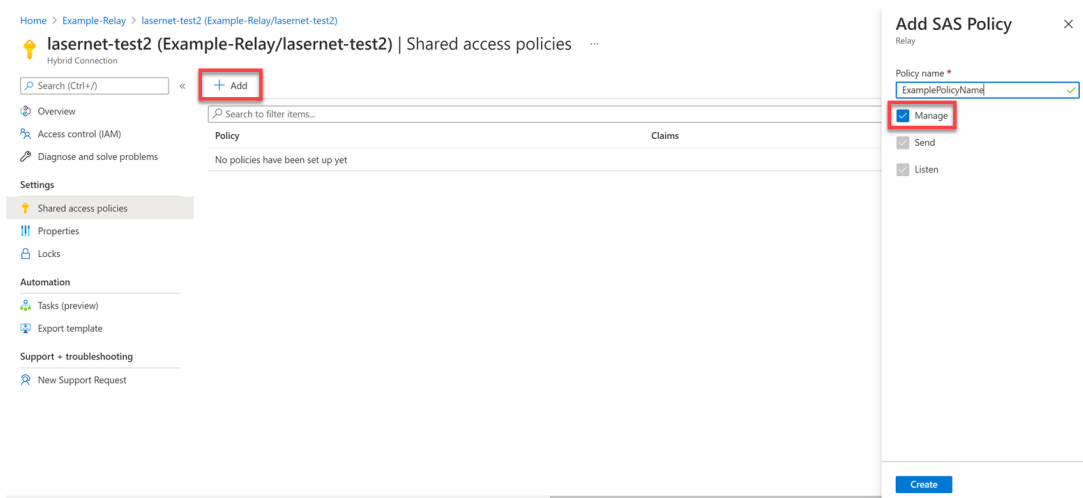 Home > Example-Relay > lasernet-test2 (Example-Relay/lasernet-test2)
lasernet-test2 (Example-Relay/lasernet-test2) | Shared access policies ...
Hybrid Connection
Search (Ctrl+/)
«
Overview
Access control (IAM)
Diagnose and solve problems
Settings
Shared access policies
Properties
Locks
Automation
Tasks (preview)
Export template
Support + troubleshooting
New Support Request
+ Add
Search to filter items...
Policy Claims
No policies have been set up yet
Add SAS Policy
Relay
Policy name *
ExamplePolicyName
Manage
Send
Listen
Create